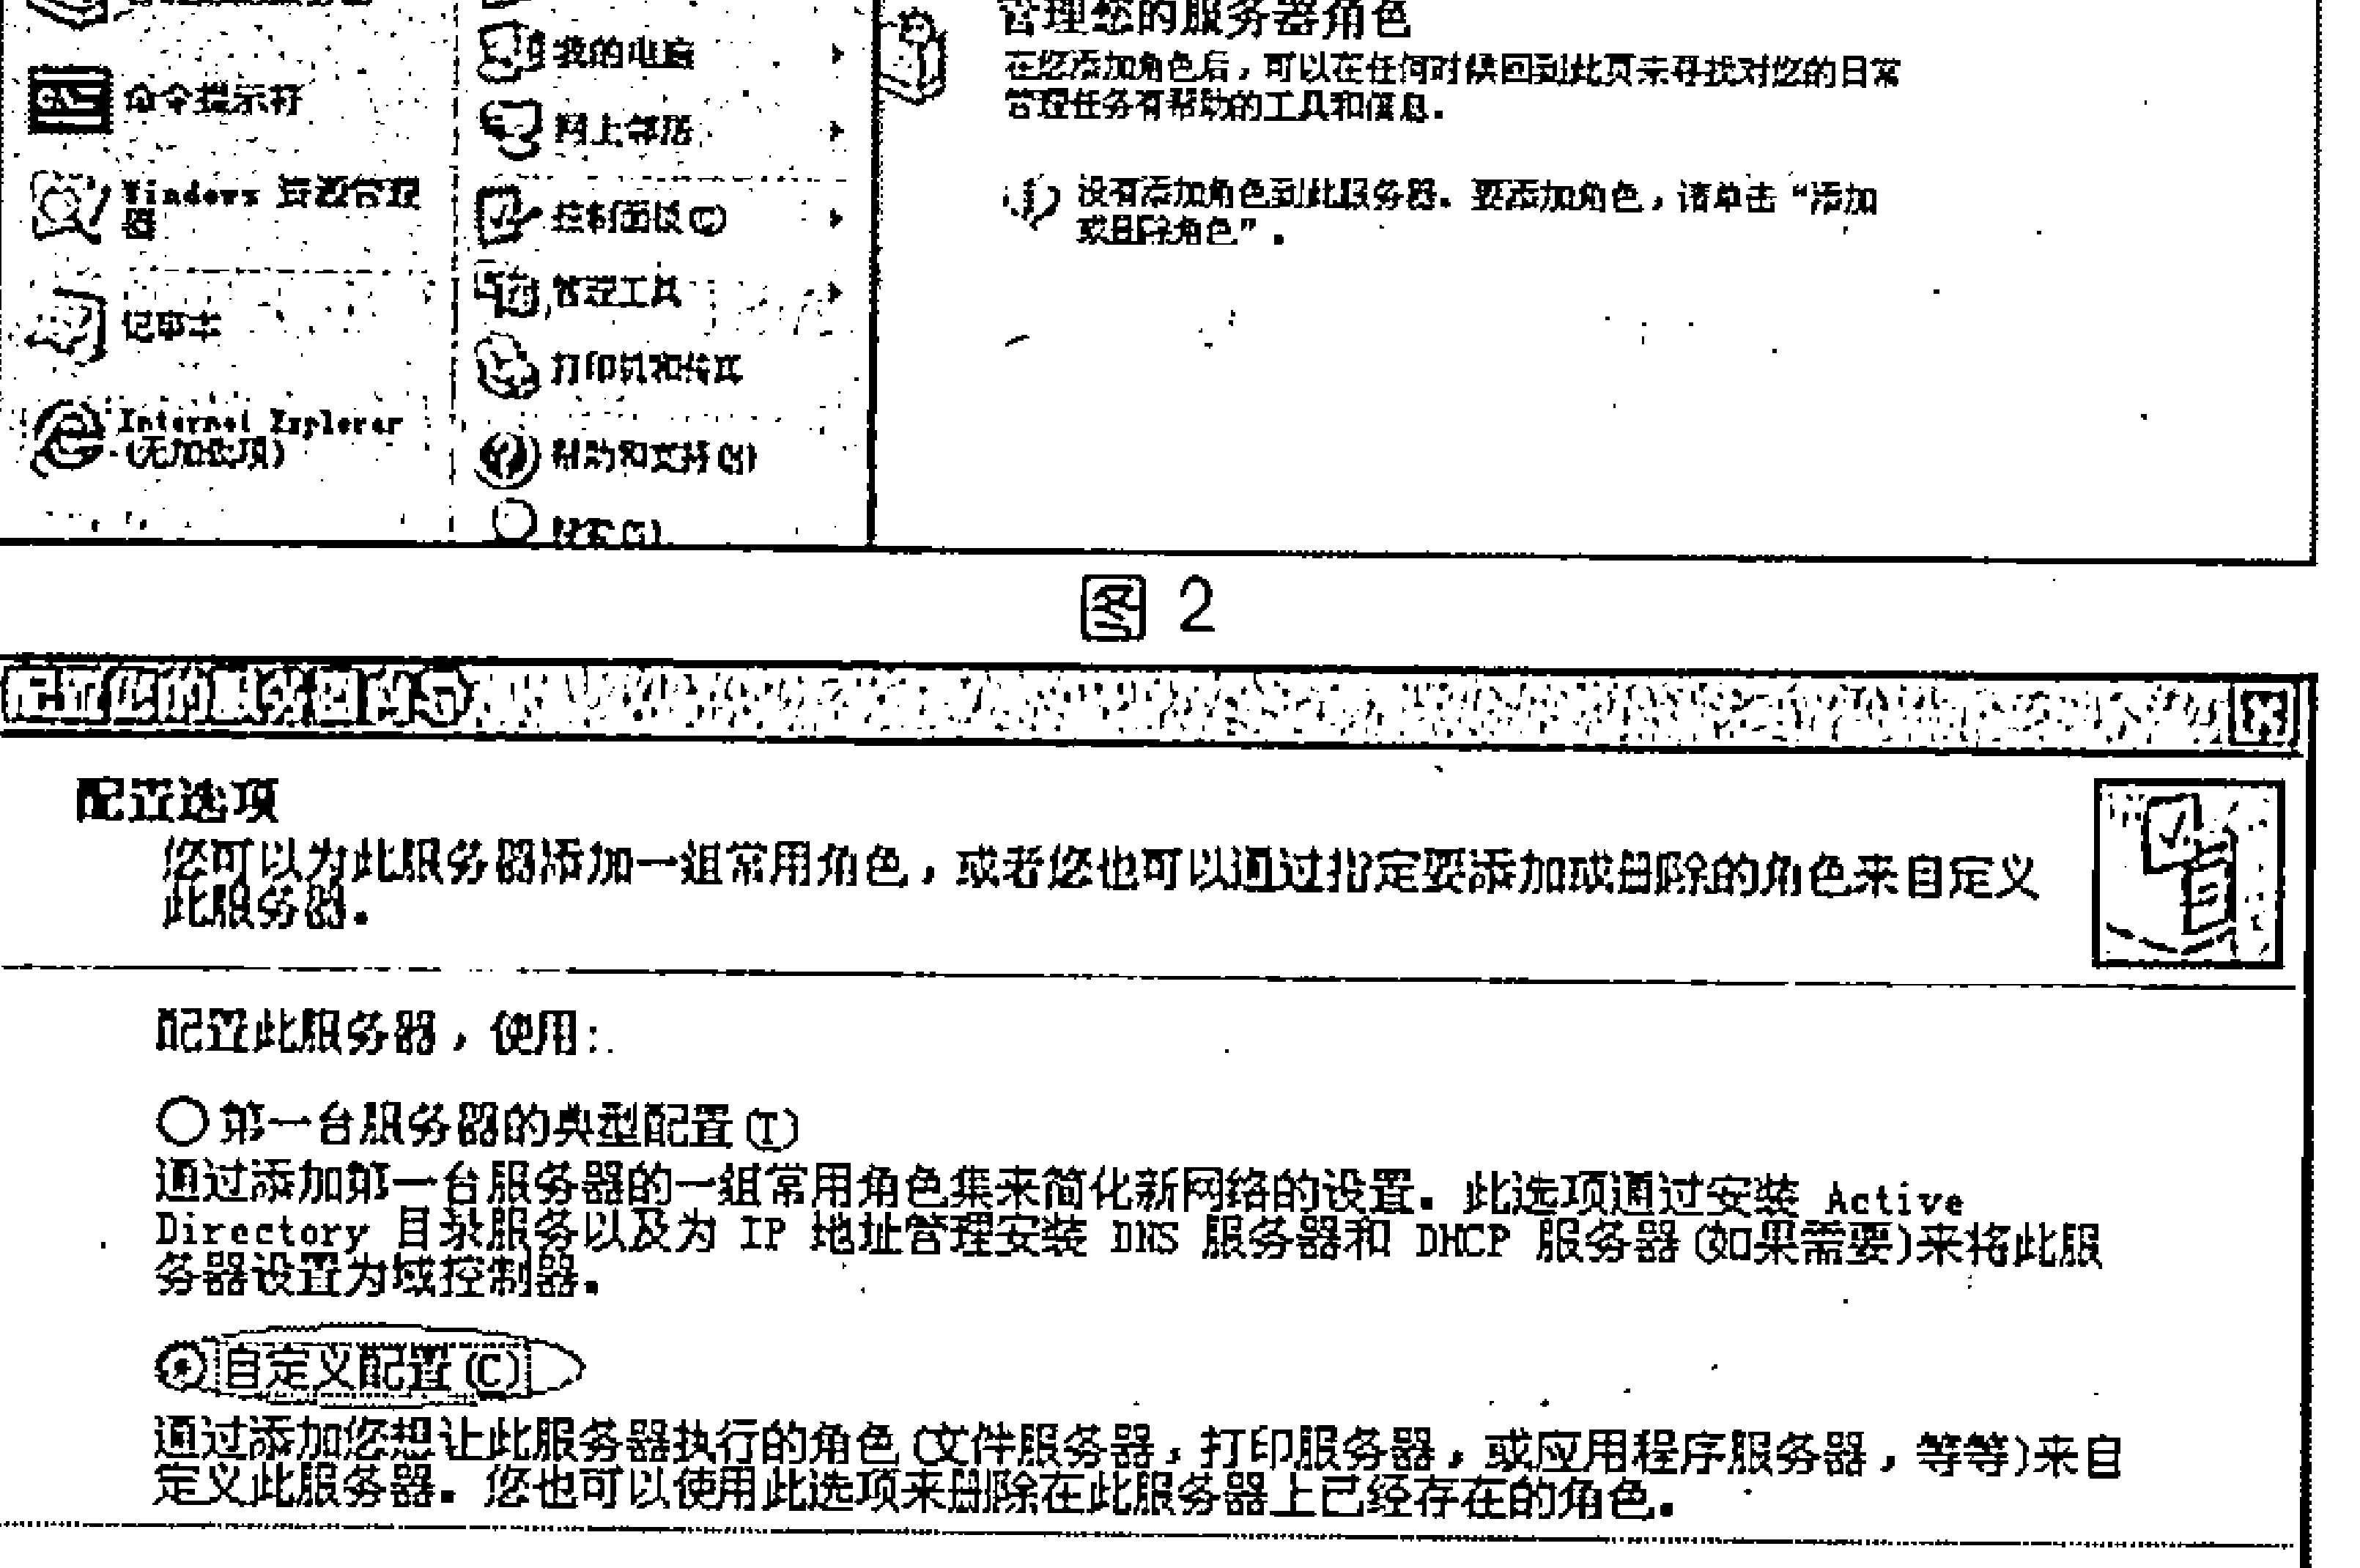 命令提示符
Windows 资源管理
器
记事本
Internet Explorer
(无加载项)
我的电脑
网上邻居
控制面板(C)
管理工具
打印机和传真
帮助和支持(H)
搜索(S)
管理您的服务器角色
在您添加角色后，可以在任何时候回到此页来寻找对您的日常
管理任务有帮助的工具和信息。
没有添加角色到此服务器。要添加角色，请单击“添加
或删除角色”。
图 2
配置您的服务器向导
配置选项
您可以为此服务器添加一组常用角色，或者您也可以通过指定要添加或删除的角色来自定义
此服务器。
配置此服务器，使用:
第一台服务器的典型配置(T)
通过添加第一台服务器的一组常用角色集来简化新网络的设置。此选项通过安装 Active
Directory 目录服务以及为 IP 地址管理安装 DNS 服务器和 DHCP 服务器(如果需要)来将此服
务器设置为域控制器。
自定义配置(C)
通过添加您想让此服务器执行的角色(文件服务器，打印服务器，或应用程序服务器，等等)来自
定义此服务器。您也可以使用此选项来删除在此服务器上已经存在的角色。